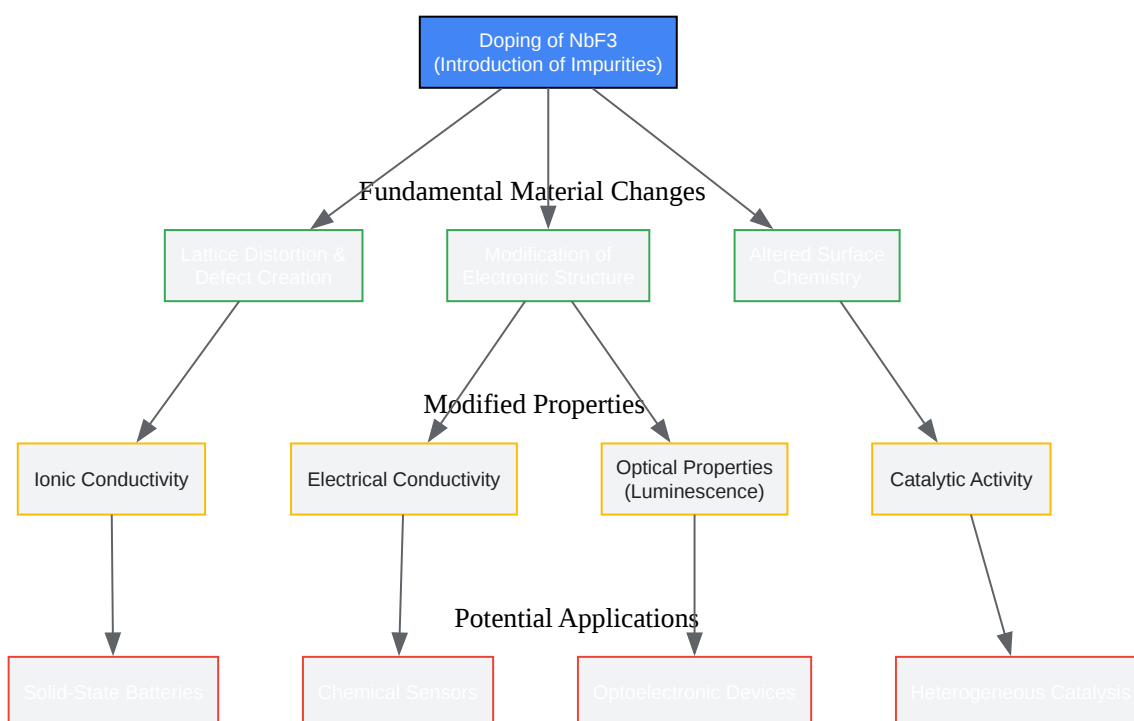 Doping of NbF3
(Introduction of Impurities)
Fundamental Material Changes
Lattice Distortion &
Defect Creation
Modification of
Electronic Structure
Altered Surface
Chemistry
Modified Properties
Ionic Conductivity
Electrical Conductivity
Optical Properties
(Luminescence)
Catalytic Activity
Potential Applications
Solid-State Batteries
Chemical Sensors
Optoelectronic Devices
Heterogeneous Catalysis